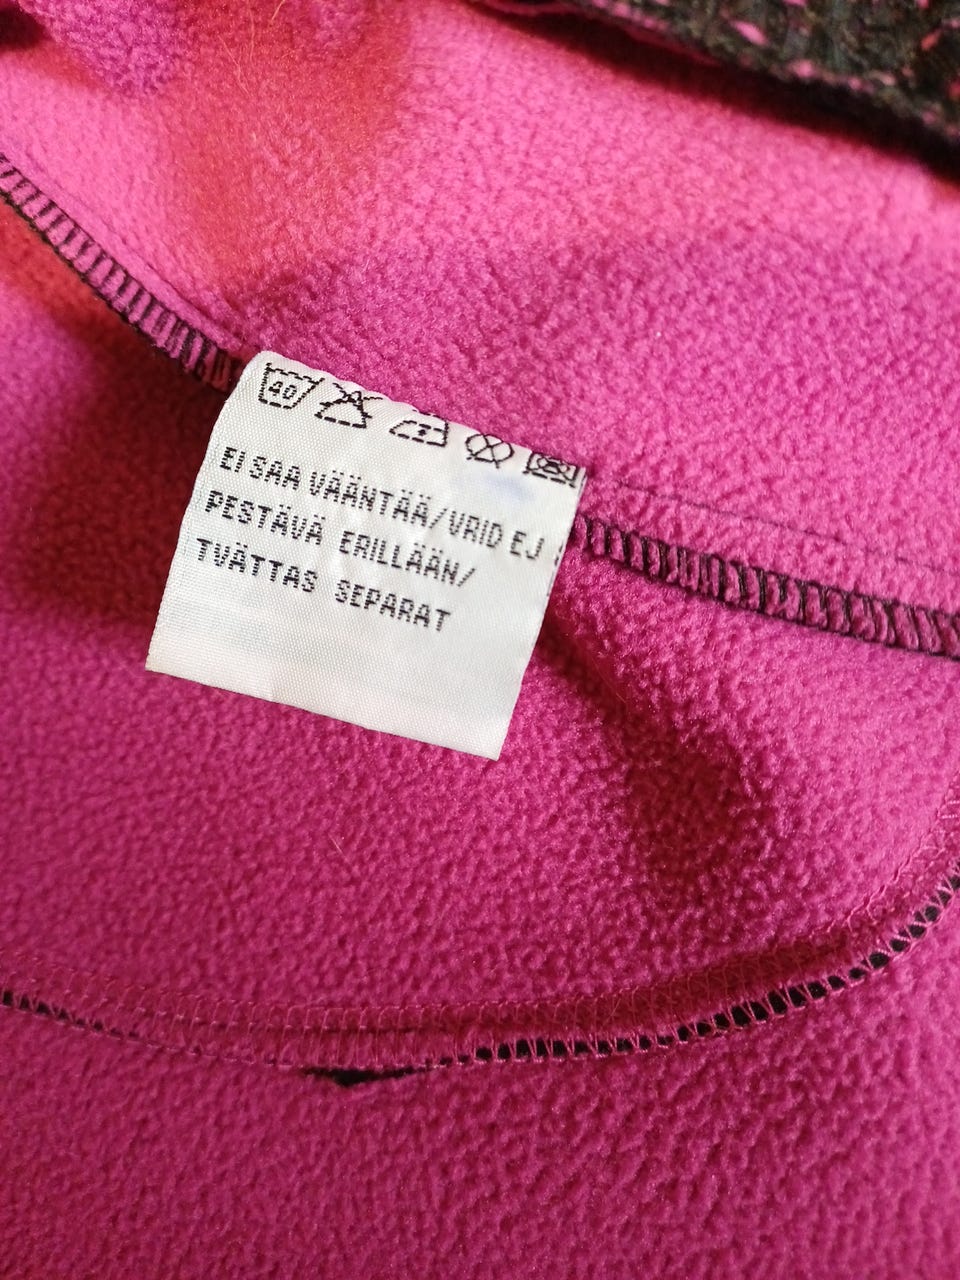 40
EI SAA VÄÄNTÄÄ/VRID EJ
PESTÄVÄ ERILLÄÄN/
TVÄTTAS SEPARAT